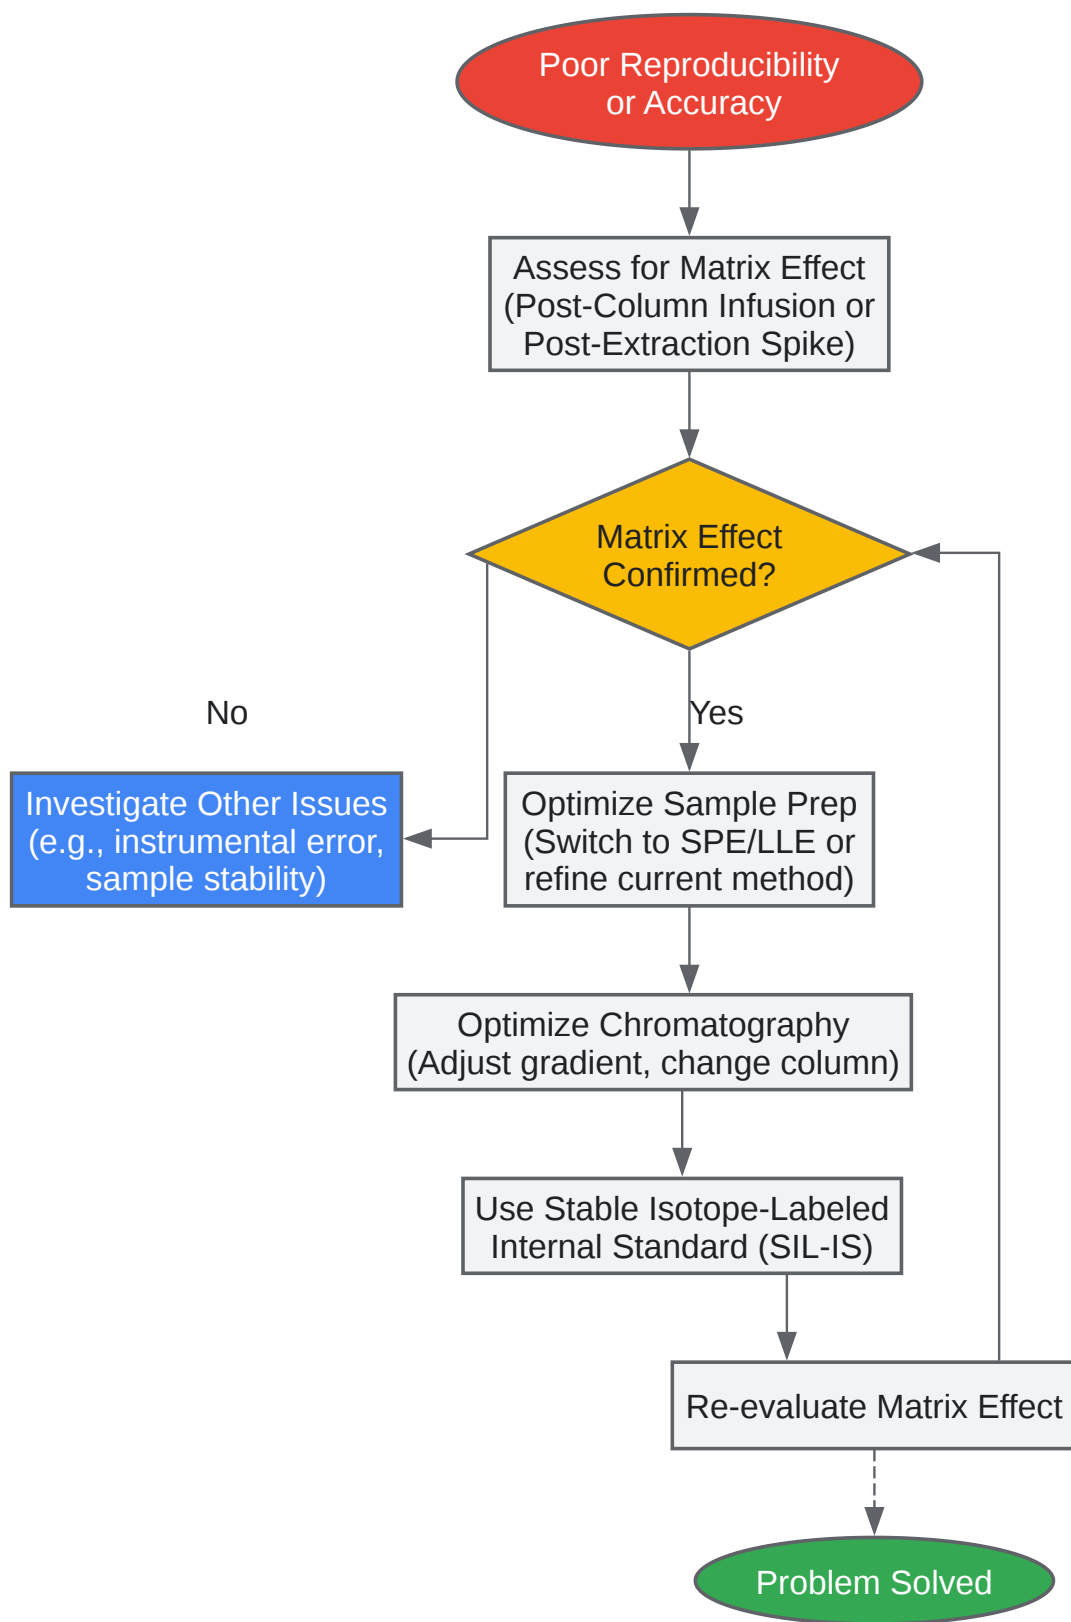 Poor Reproducibility
or Accuracy
Assess for Matrix Effect
(Post-Column Infusion or
Post-Extraction Spike)
Matrix Effect
Confirmed?
No
Yes
Investigate Other Issues
(e.g., instrumental error,
sample stability)
Optimize Sample Prep
(Switch to SPE/LLE or
refine current method)
Optimize Chromatography
(Adjust gradient, change column)
Use Stable Isotope-Labeled
Internal Standard (SIL-IS)
Re-evaluate Matrix Effect
Problem Solved